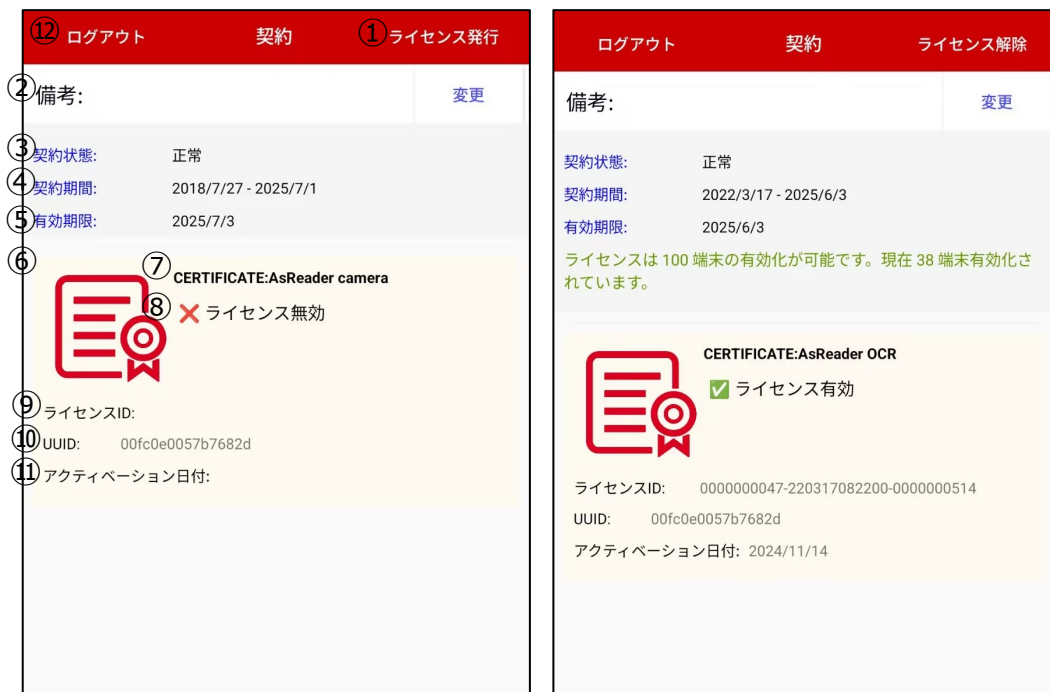 ⑫ ログアウト 契約 ①ライセンス発行
②備考: 変更
③契約状態: 正常
④契約期間: 2018/7/27 - 2025/7/1
⑤有効期限: 2025/7/3
⑥
⑦CERTIFICATE:AsReader camera
⑧❌ ライセンス無効
⑨ライセンスID:
⑩UUID: 00fc0e0057b7682d
⑪アクティベーション日付:
ログアウト 契約 ライセンス解除
備考: 変更
契約状態: 正常
契約期間: 2022/3/17 - 2025/6/3
有効期限: 2025/6/3
ライセンスは 100 端末の有効化が可能です。現在 38 端末有効化さ
れています。
CERTIFICATE:AsReader OCR
✅ ライセンス有効
ライセンスID: 0000000047-220317082200-0000000514
UUID: 00fc0e0057b7682d
アクティベーション日付: 2024/11/14